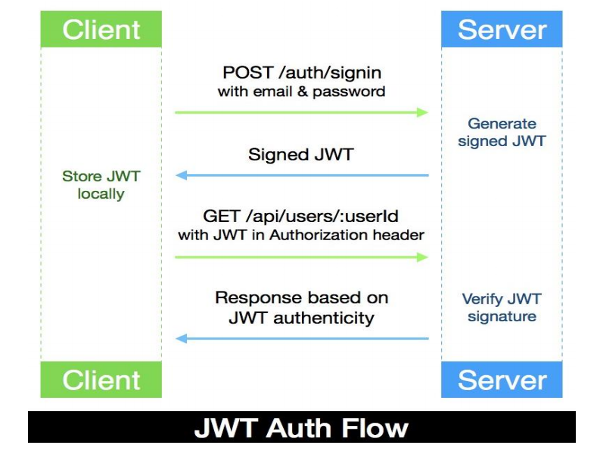 Client
Server
POST /auth/signin
with email & password
Generate
signed JWT
Signed JWT
Store JWT
locally
GET /api/users/:userId
with JWT in Authorization header
Response based on
JWT authenticity
Verify JWT
signature
Client
Server
JWT Auth Flow